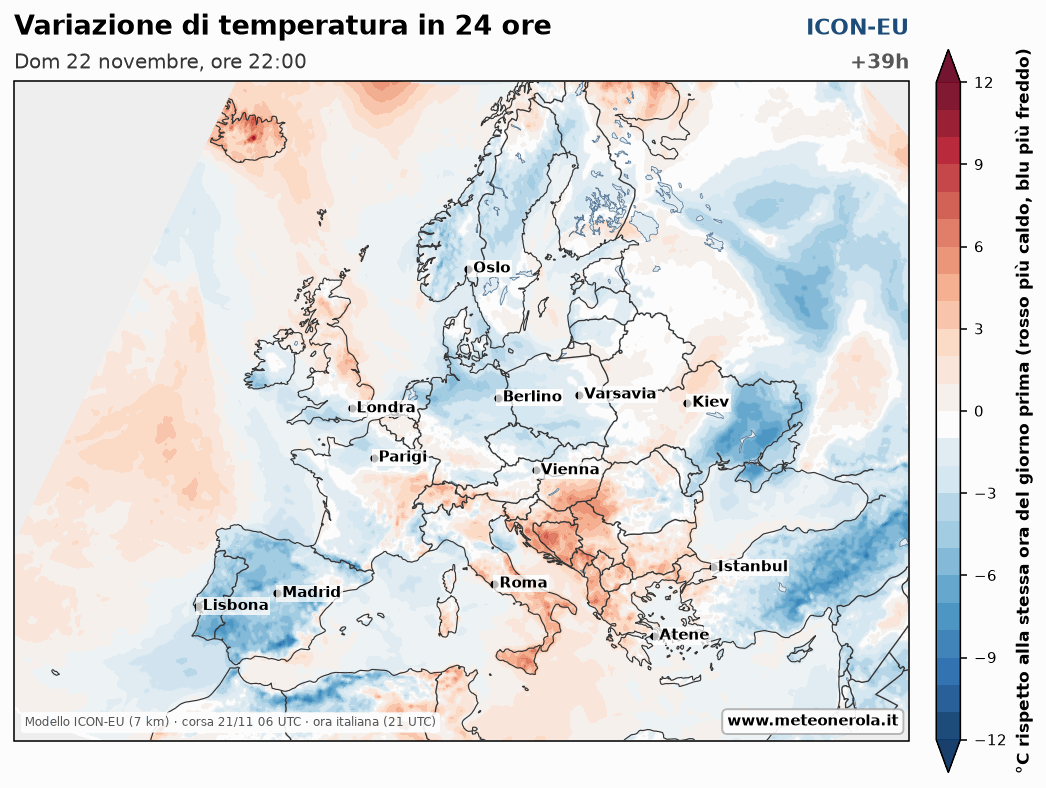 Variazione di temperatura in 24 ore
ICON-EU
Dom 22 novembre, ore 22:00
+39h
Oslo
Berlino
Varsavia
Kiev
Londra
Parigi
Vienna
Istanbul
Roma
Madrid
Lisbona
Atene
Modello ICON-EU (7 km) · corsa 21/11 06 UTC · ora italiana (21 UTC)
www.meteonerola.it
12
9
6
3
0
−3
−6
−9
−12
°C rispetto alla stessa ora del giorno prima (rosso più caldo, blu più freddo)